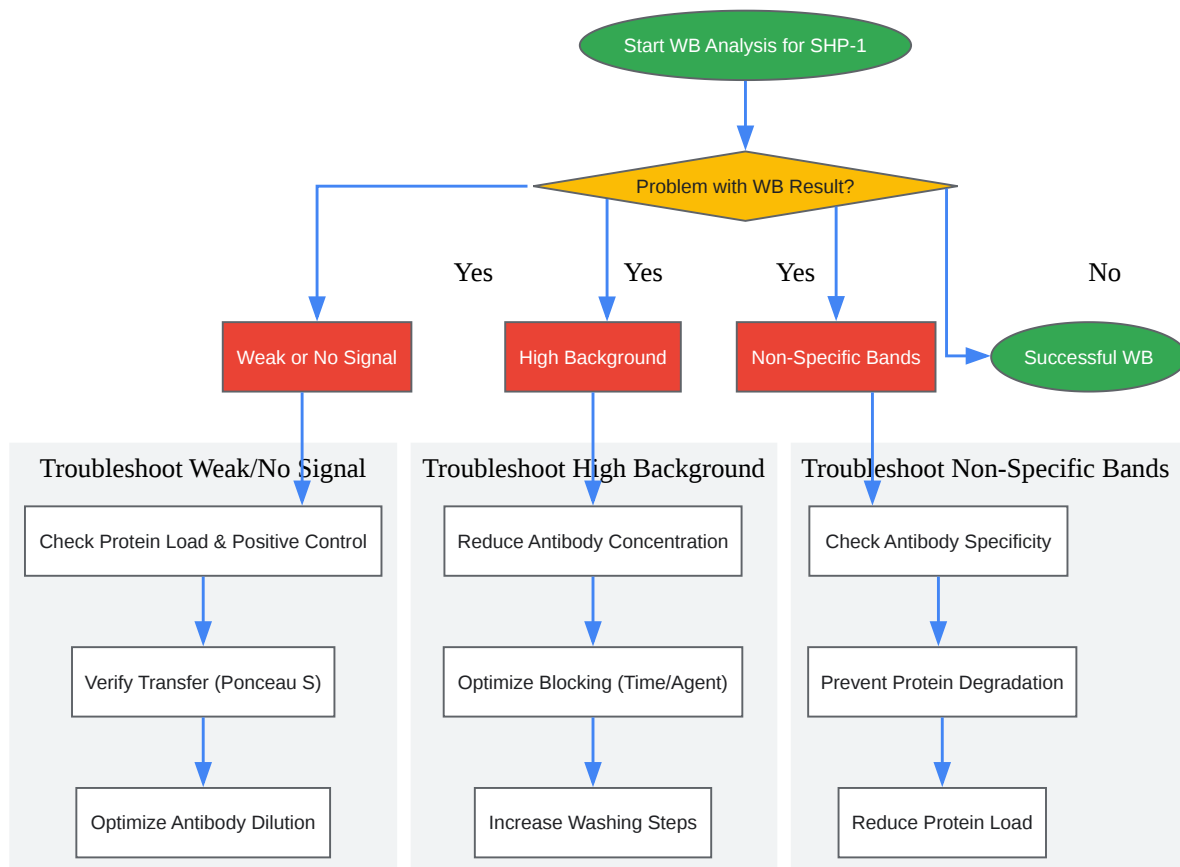 Start WB Analysis for SHP-1
Problem with WB Result?
Yes
Yes
Yes
No
Weak or No Signal
High Background
Non-Specific Bands
Successful WB
Troubleshoot Weak/No Signal
Troubleshoot High Background
Troubleshoot Non-Specific Bands
Check Protein Load & Positive Control
Reduce Antibody Concentration
Check Antibody Specificity
Verify Transfer (Ponceau S)
Optimize Blocking (Time/Agent)
Prevent Protein Degradation
Optimize Antibody Dilution
Increase Washing Steps
Reduce Protein Load